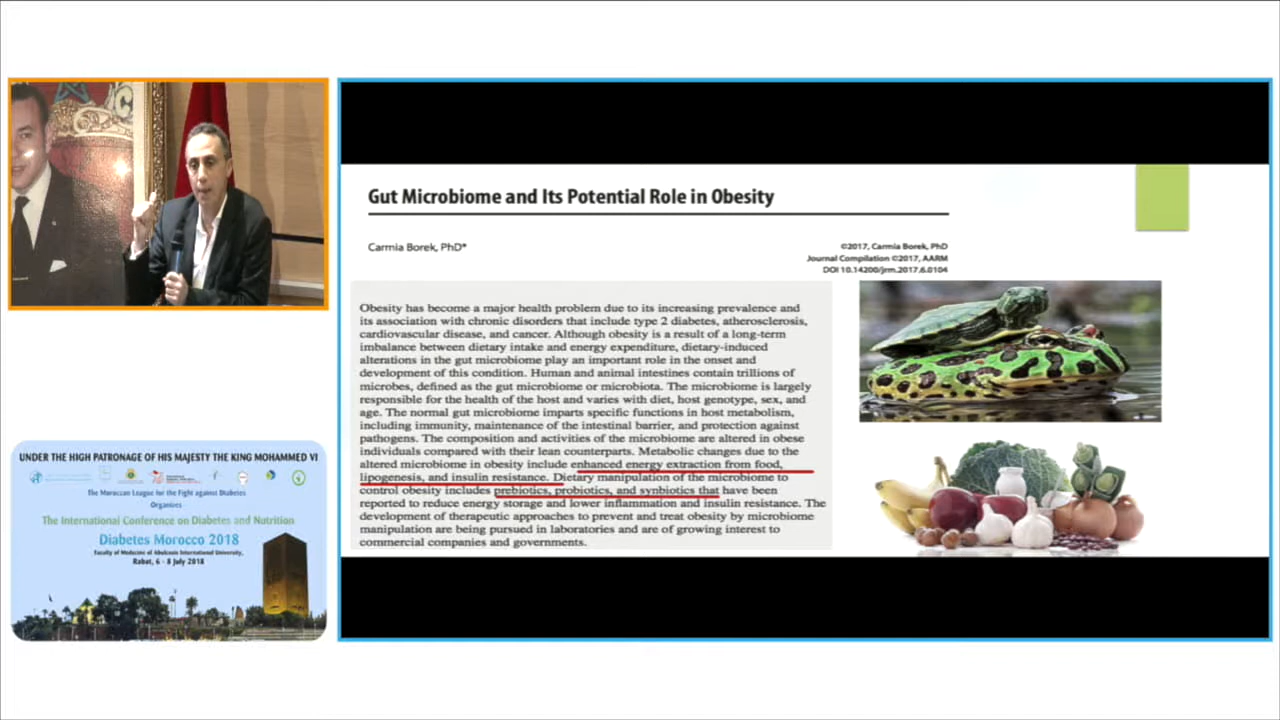 Gut Microbiome and Its Potential Role in Obesity
Carmia Borek, PhD*
©2017, Carmia Borek, PhD
Journal Compilation ©2017, AARM
DOI 10.14200/jrm.2017.6.0104
Obesity has become a major health problem due to its increasing prevalence and
its association with chronic disorders that include type 2 diabetes, atherosclerosis,
cardiovascular disease, and cancer. Although obesity is a result of a long-term
imbalance between dietary intake and energy expenditure, dietary-induced
alterations in the gut microbiome play an important role in the onset and
development of this condition. Human and animal intestines contain trillions of
microbes, defined as the gut microbiome or microbiota. The microbiome is largely
responsible for the health of the host and varies with diet, host genotype, sex, and
age. The normal gut microbiome imparts specific functions in host metabolism,
including immunity, maintenance of the intestinal barrier, and protection against
pathogens. The composition and activities of the microbiome are altered in obese
individuals compared with their lean counterparts. Metabolic changes due to the
altered microbiome in obesity include enhanced energy extraction from food,
lipogenesis, and insulin resistance. Dietary manipulation of the microbiome to
control obesity includes prebiotics, probiotics, and synbiotics that have been
reported to reduce energy storage and lower inflammation and insulin resistance. The
development of therapeutic approaches to prevent and treat obesity by microbiome
manipulation are being pursued in laboratories and are of growing interest to
commercial companies and governments.
UNDER THE HIGH PATRONAGE OF HIS MAJESTY THE KING MOHAMMED VI
The Moroccan League for the Fight against Diabetes
Organizes
The International Conference on Diabetes and Nutrition
Diabetes Morocco 2018
Faculty of Medicine of Abulcasis International University,
Rabat, 6 - 8 July 2018